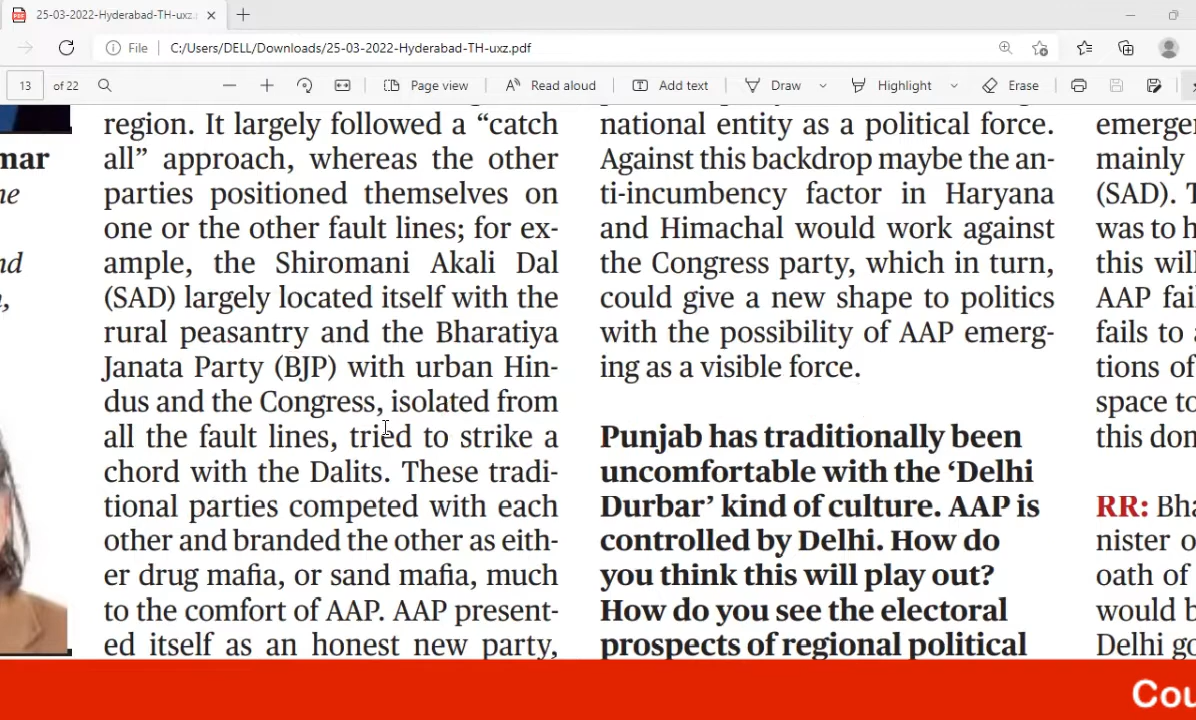 25-03-2022-Hyderabad-TH-uxz.
File C:/Users/DELL/Downloads/25-03-2022-Hyderabad-TH-uxz.pdf
13 of 22 Page view Read aloud Add text Draw Highlight Erase
mar
region. It largely followed a “catch
all” approach, whereas the other
parties positioned themselves on
one or the other fault lines; for ex-
ample, the Shiromani Akali Dal
(SAD) largely located itself with the
rural peasantry and the Bharatiya
Janata Party (BJP) with urban Hin-
dus and the Congress, isolated from
all the fault lines, tried to strike a
chord with the Dalits. These tradi-
tional parties competed with each
other and branded the other as eith-
er drug mafia, or sand mafia, much
to the comfort of AAP. AAP present-
ed itself as an honest new party,
national entity as a political force.
Against this backdrop maybe the an-
ti-incumbency factor in Haryana
and Himachal would work against
the Congress party, which in turn,
could give a new shape to politics
with the possibility of AAP emerg-
ing as a visible force.
Punjab has traditionally been
uncomfortable with the ‘Delhi
Durbar’ kind of culture. AAP is
controlled by Delhi. How do
you think this will play out?
How do you see the electoral
prospects of regional political
emerge
mainly
(SAD). T
was to h
this will
AAP fai
fails to
tions of
space to
this don
RR: Bha
nister o
oath of
would b
Delhi go
Cou